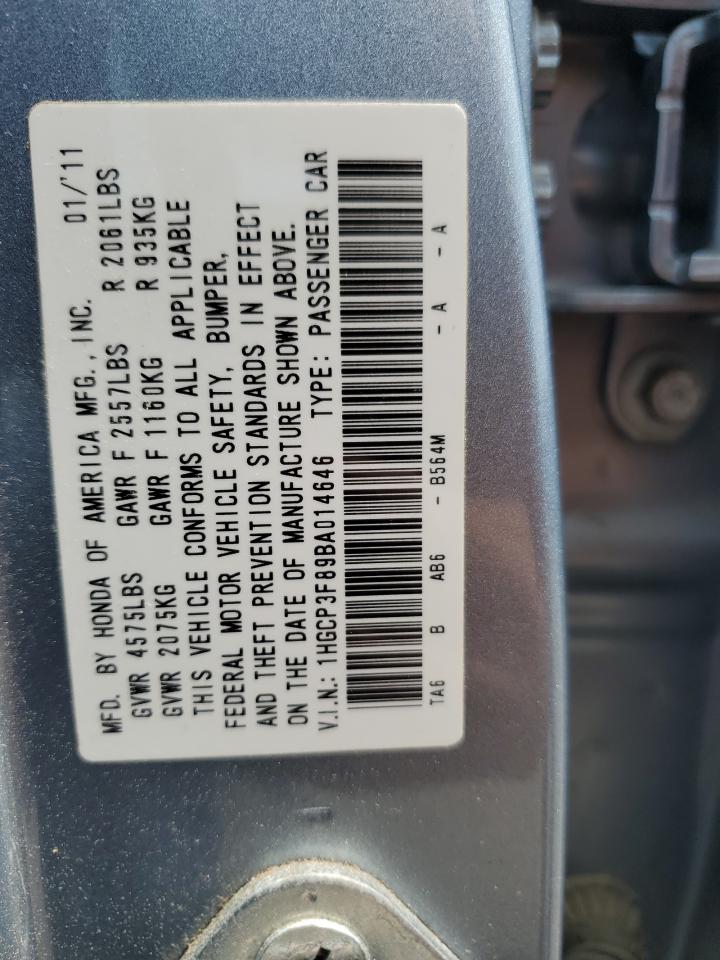 MFD. BY HONDA OF AMERICA MFG., INC. 01/'11
GVWR 4575LBS GAWR F 2557LBS R 2061LBS
GVWR 2075KG GAWR F 1160KG R 935KG
THIS VEHICLE CONFORMS TO ALL APPLICABLE
FEDERAL MOTOR VEHICLE SAFETY, BUMPER,
AND THEFT PREVENTION STANDARDS IN EFFECT
ON THE DATE OF MANUFACTURE SHOWN ABOVE.
V.I.N.: 1HGCP3F89BA014646 TYPE: PASSENGER CAR
TA6 B AB6 - B564M - A - A